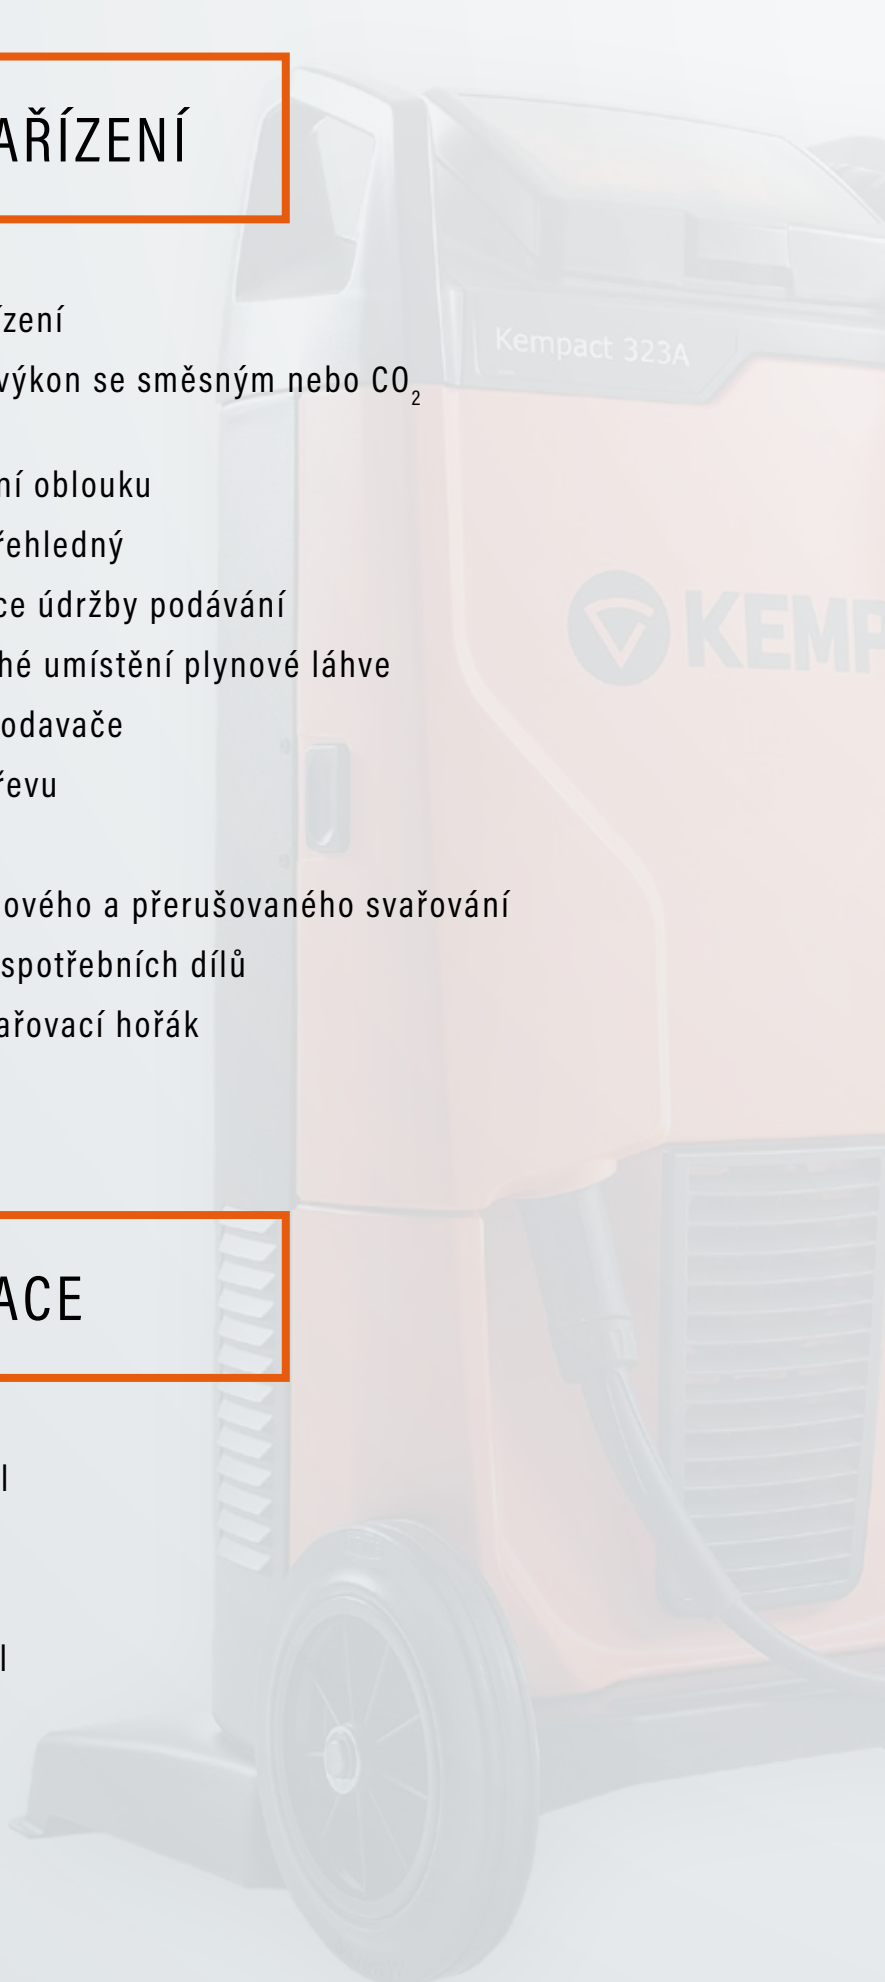 AŘÍZENÍ
ízení
výkon se směsným nebo CO₂
ní oblouku
řehledný
ce údržby podávání
hé umístění plynové láhve
odavače
řevu
ového a přerušovaného svařování
spotřebních dílů
ařovací hořák
ACE
l
l
Kempact 323A
KEMP